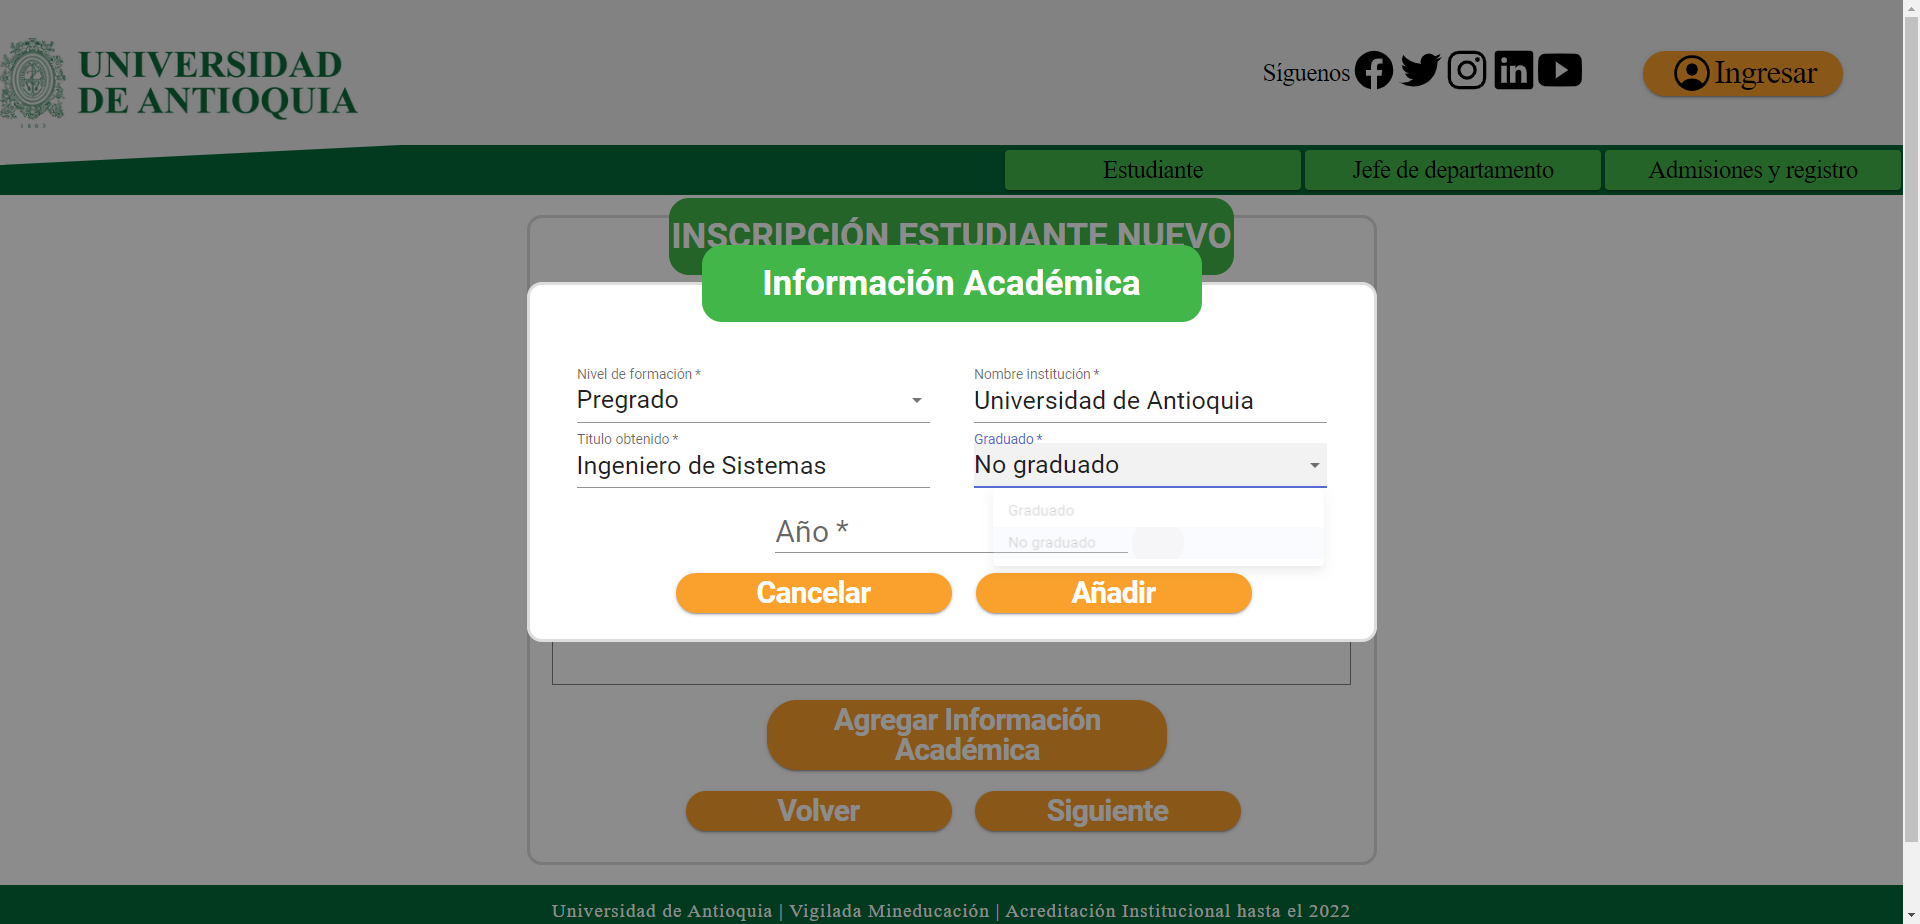 UNIVERSIDAD
DE ANTIOQUIA
1803
Síguenos
Ingresar
Estudiante
Jefe de departamento
Admisiones y registro
INSCRIPCIÓN ESTUDIANTE NUEVO
Información Académica
Nivel de formación *
Pregrado
Nombre institución *
Universidad de Antioquia
Titulo obtenido *
Ingeniero de Sistemas
Graduado *
No graduado
Graduado
No graduado
Año *
Cancelar
Añadir
Agregar Información
Académica
Volver
Siguiente
Universidad de Antioquia | Vigilada Mineducación | Acreditación Institucional hasta el 2022